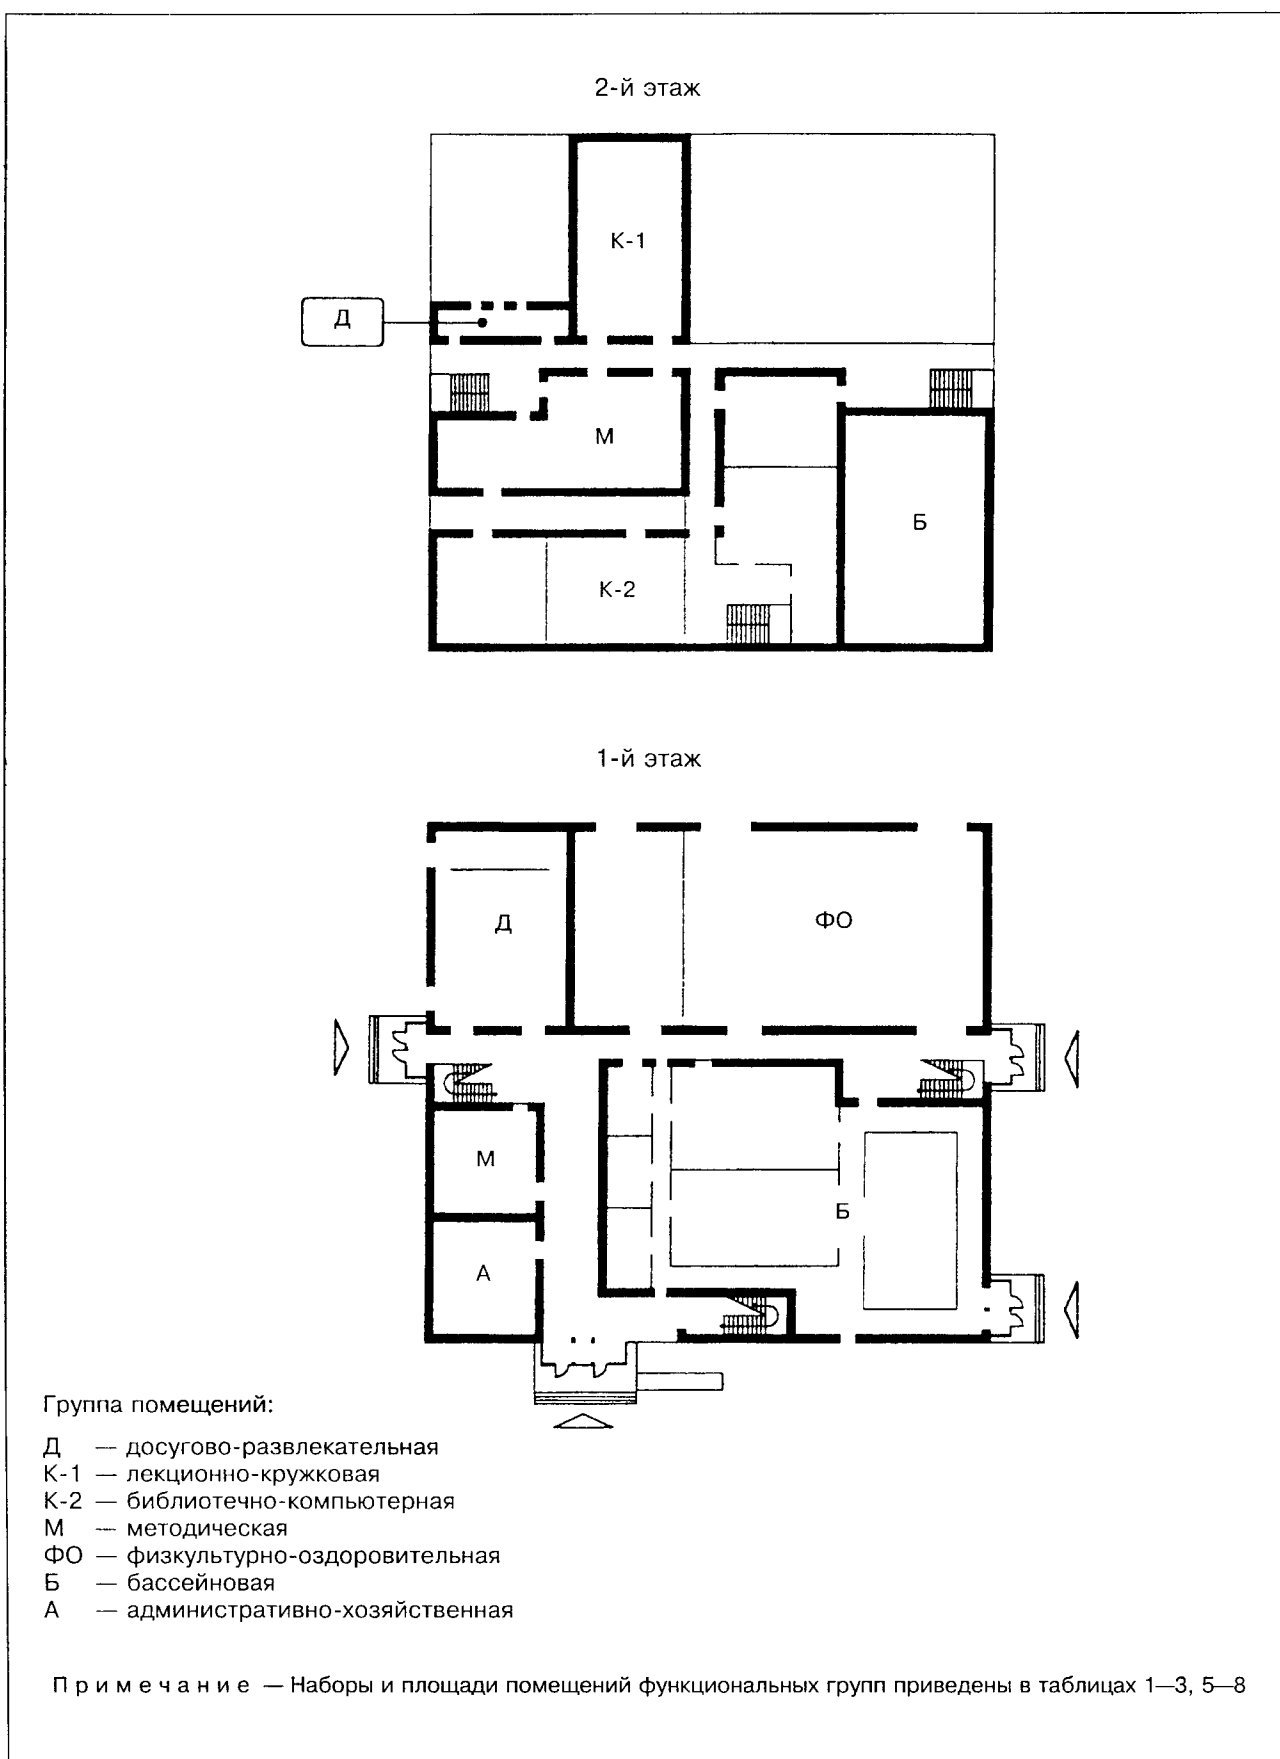 2-й этаж
К-1
Д
М
Б
К-2
1-й этаж
Д
ФО
М
Б
А
Группа помещений:
Д — досугово-развлекательная
К-1 — лекционно-кружковая
К-2 — библиотечно-компьютерная
М — методическая
ФО — физкультурно-оздоровительная
Б — бассейновая
А — административно-хозяйственная
Примечание — Наборы и площади помещений функциональных групп приведены в таблицах 1—3, 5—8